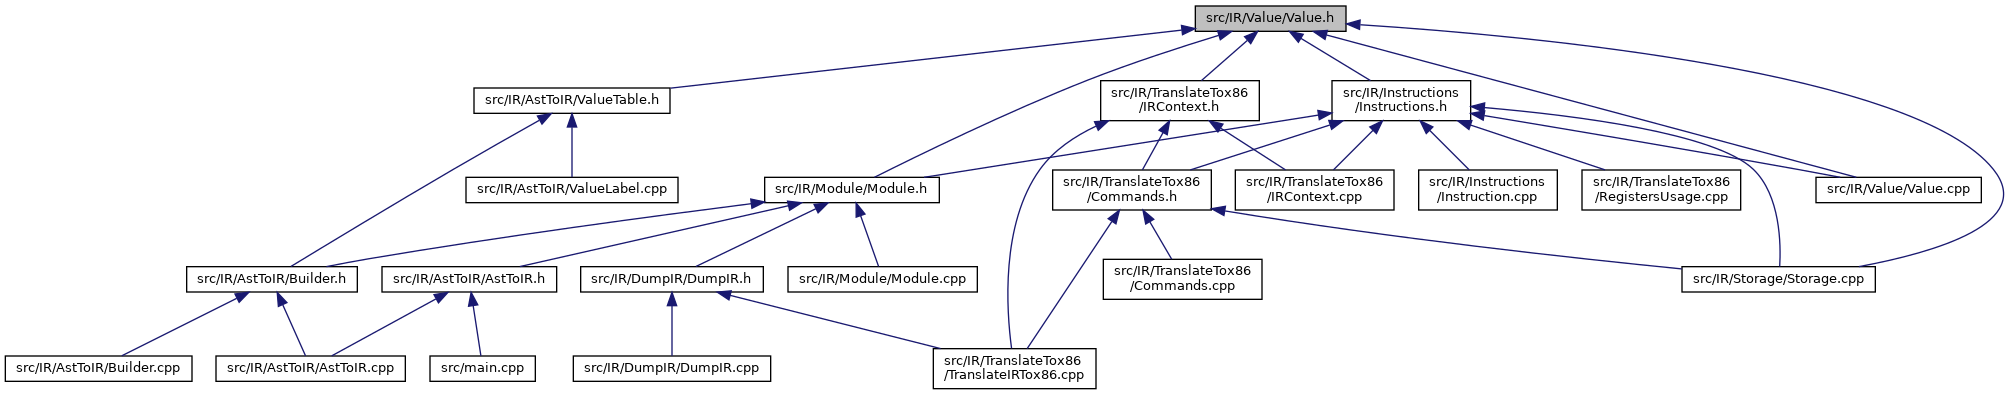 src/IR/Value/Value.h
src/IR/AstToIR/ValueTable.h
src/IR/TranslateTox86
/IRContext.h
src/IR/Instructions
/Instructions.h
src/IR/AstToIR/ValueLabel.cpp
src/IR/Module/Module.h
src/IR/TranslateTox86
/Commands.h
src/IR/TranslateTox86
/IRContext.cpp
src/IR/Instructions
/Instruction.cpp
src/IR/TranslateTox86
/RegistersUsage.cpp
src/IR/Value/Value.cpp
src/IR/AstToIR/Builder.h
src/IR/AstToIR/AstToIR.h
src/IR/DumpIR/DumpIR.h
src/IR/Module/Module.cpp
src/IR/TranslateTox86
/Commands.cpp
src/IR/Storage/Storage.cpp
src/IR/AstToIR/Builder.cpp
src/IR/AstToIR/AstToIR.cpp
src/main.cpp
src/IR/DumpIR/DumpIR.cpp
src/IR/TranslateTox86
/TranslateIRTox86.cpp